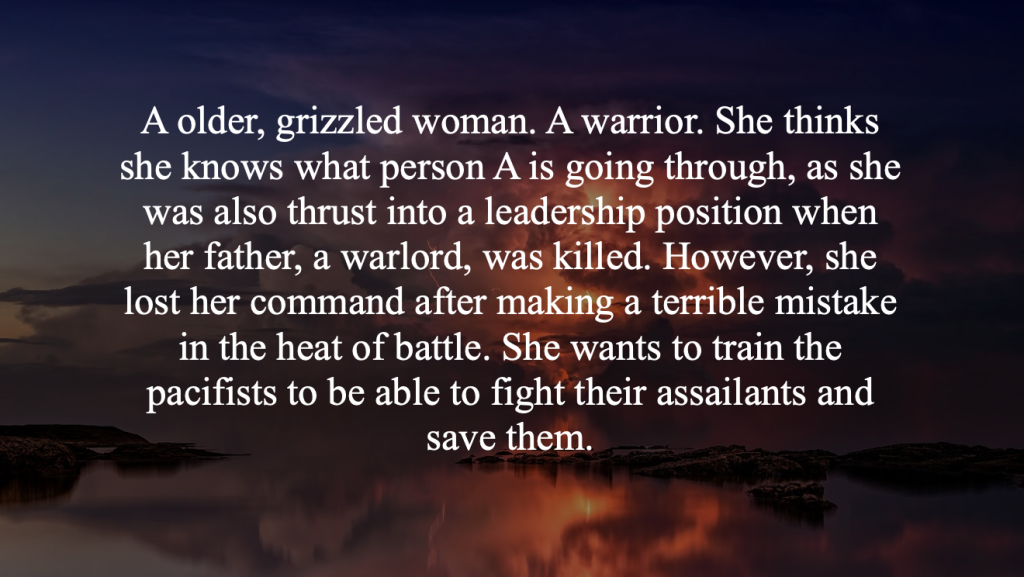 A older, grizzled woman. A warrior. She thinks
she knows what person A is going through, as she
was also thrust into a leadership position when
her father, a warlord, was killed. However, she
lost her command after making a terrible mistake
in the heat of battle. She wants to train the
pacifists to be able to fight their assailants and
save them.